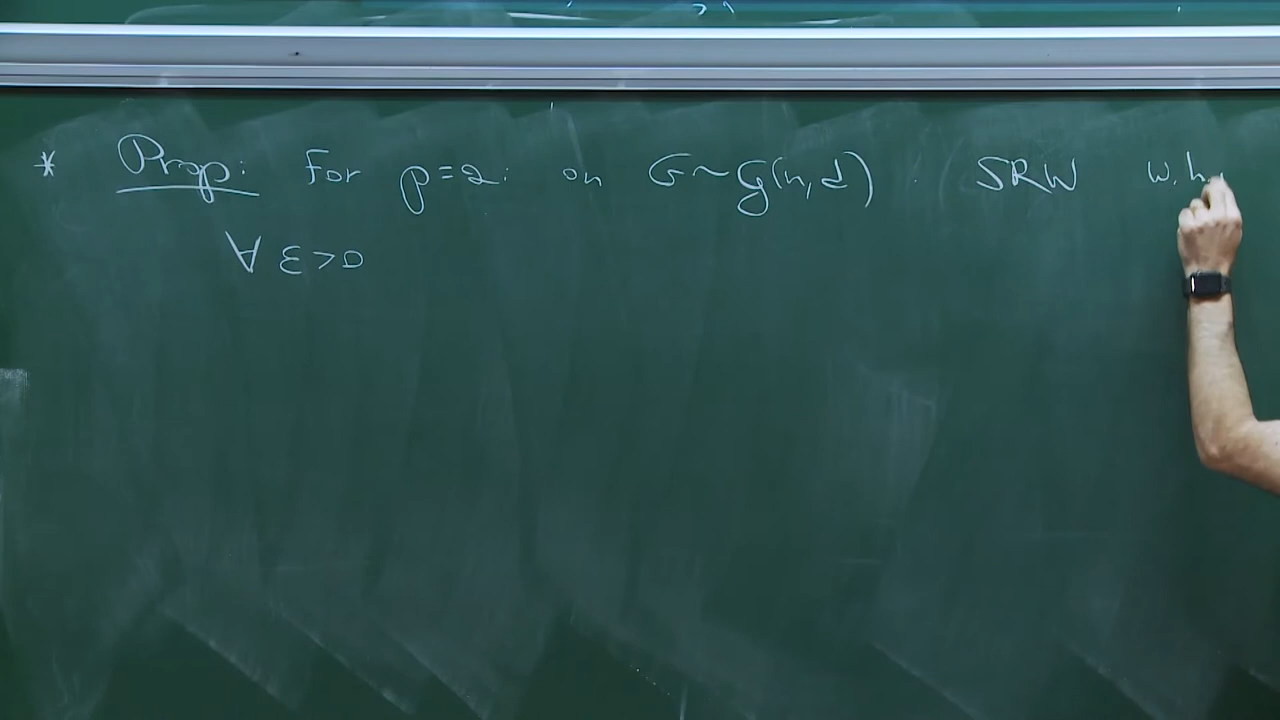 * Prop: For p=2: on G~G(n,d) : SRW w.h.
∀ ε>0